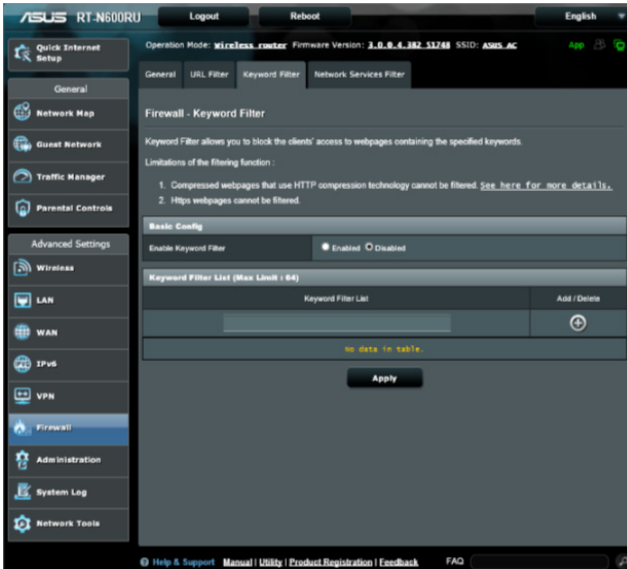 ASUS RT-N600RU Logout Reboot English
Quick Internet Setup
Operation Mode: Wireless router Firmware Version: 3.0.0.4.382_51748 SSID: ASUS_AC App
General URL Filter Keyword Filter Network Services Filter
General
Network Map
Guest Network
Traffic Manager
Parental Controls
Advanced Settings
Wireless
LAN
WAN
IPv6
VPN
Firewall
Administration
System Log
Network Tools
Firewall - Keyword Filter
Keyword Filter allows you to block the clients' access to webpages containing the specified keywords.
Limitations of the filtering function :
1. Compressed webpages that use HTTP compression technology cannot be filtered. See here for more details.
2. Https webpages cannot be filtered.
Basic Config
Enable Keyword Filter Enabled Disabled
Keyword Filter List (Max Limit : 64)
Keyword Filter List Add / Delete
No data in table.
Apply
Help & Support Manual | Utility | Product Registration | Feedback FAQ